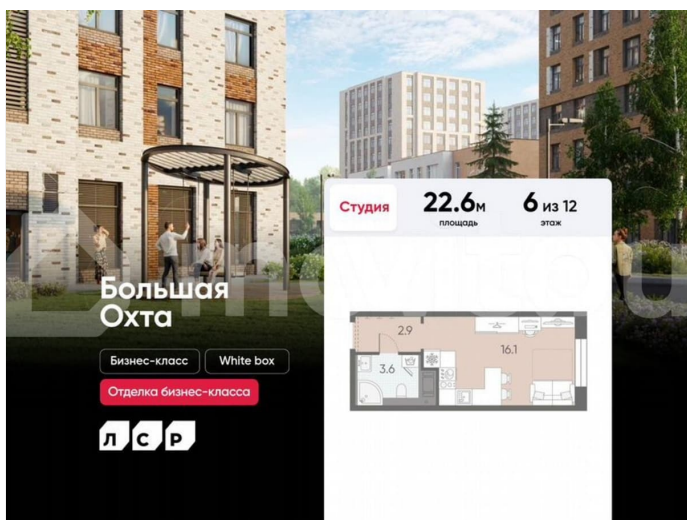 Студия
22.6м
площадь
6 из 12
этаж
Большая
Охта
Бизнес-класс
White box
Отделка бизнес-класса
ЛСР
2.9
16.1
3.6